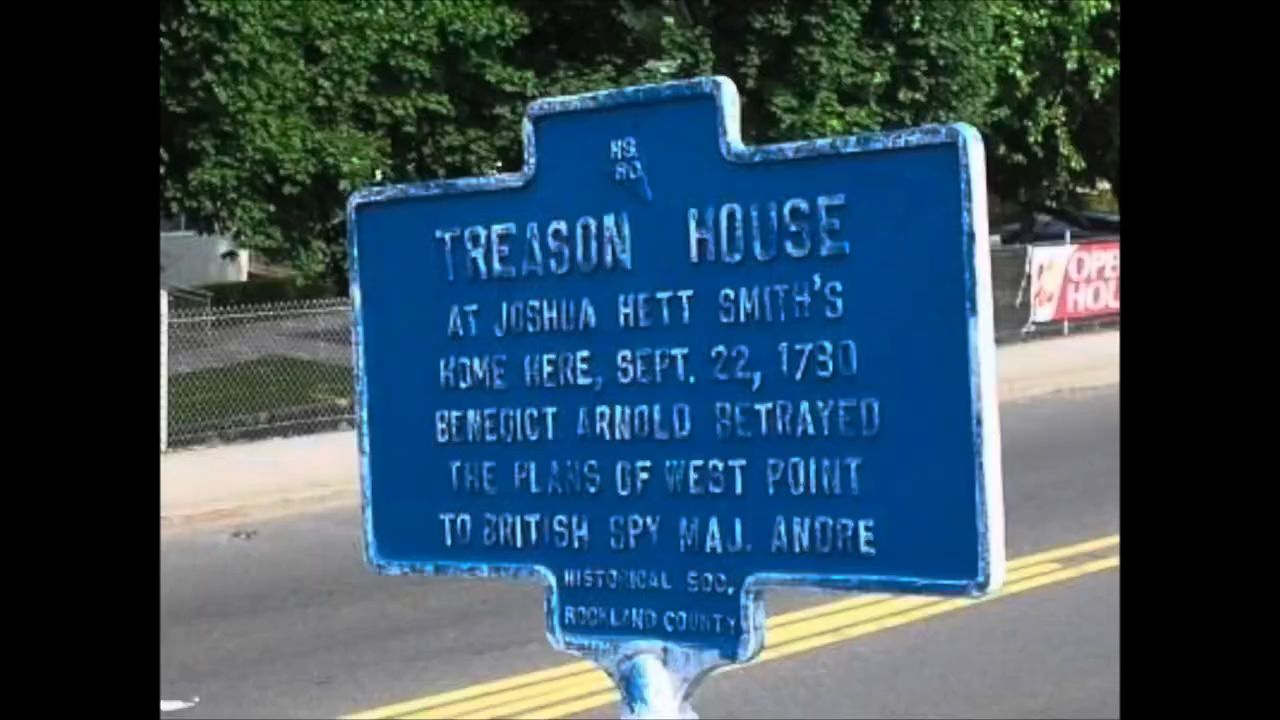 HS
RC
TREASON HOUSE
AT JOSHUA HETT SMITH'S
HOME HERE, SEPT. 22, 1780
BENEDICT ARNOLD BETRAYED
THE PLANS OF WEST POINT
TO BRITISH SPY MAJ. ANDRE
HISTORICAL SOC.
ROCKLAND COUNTY
OPE
HOU